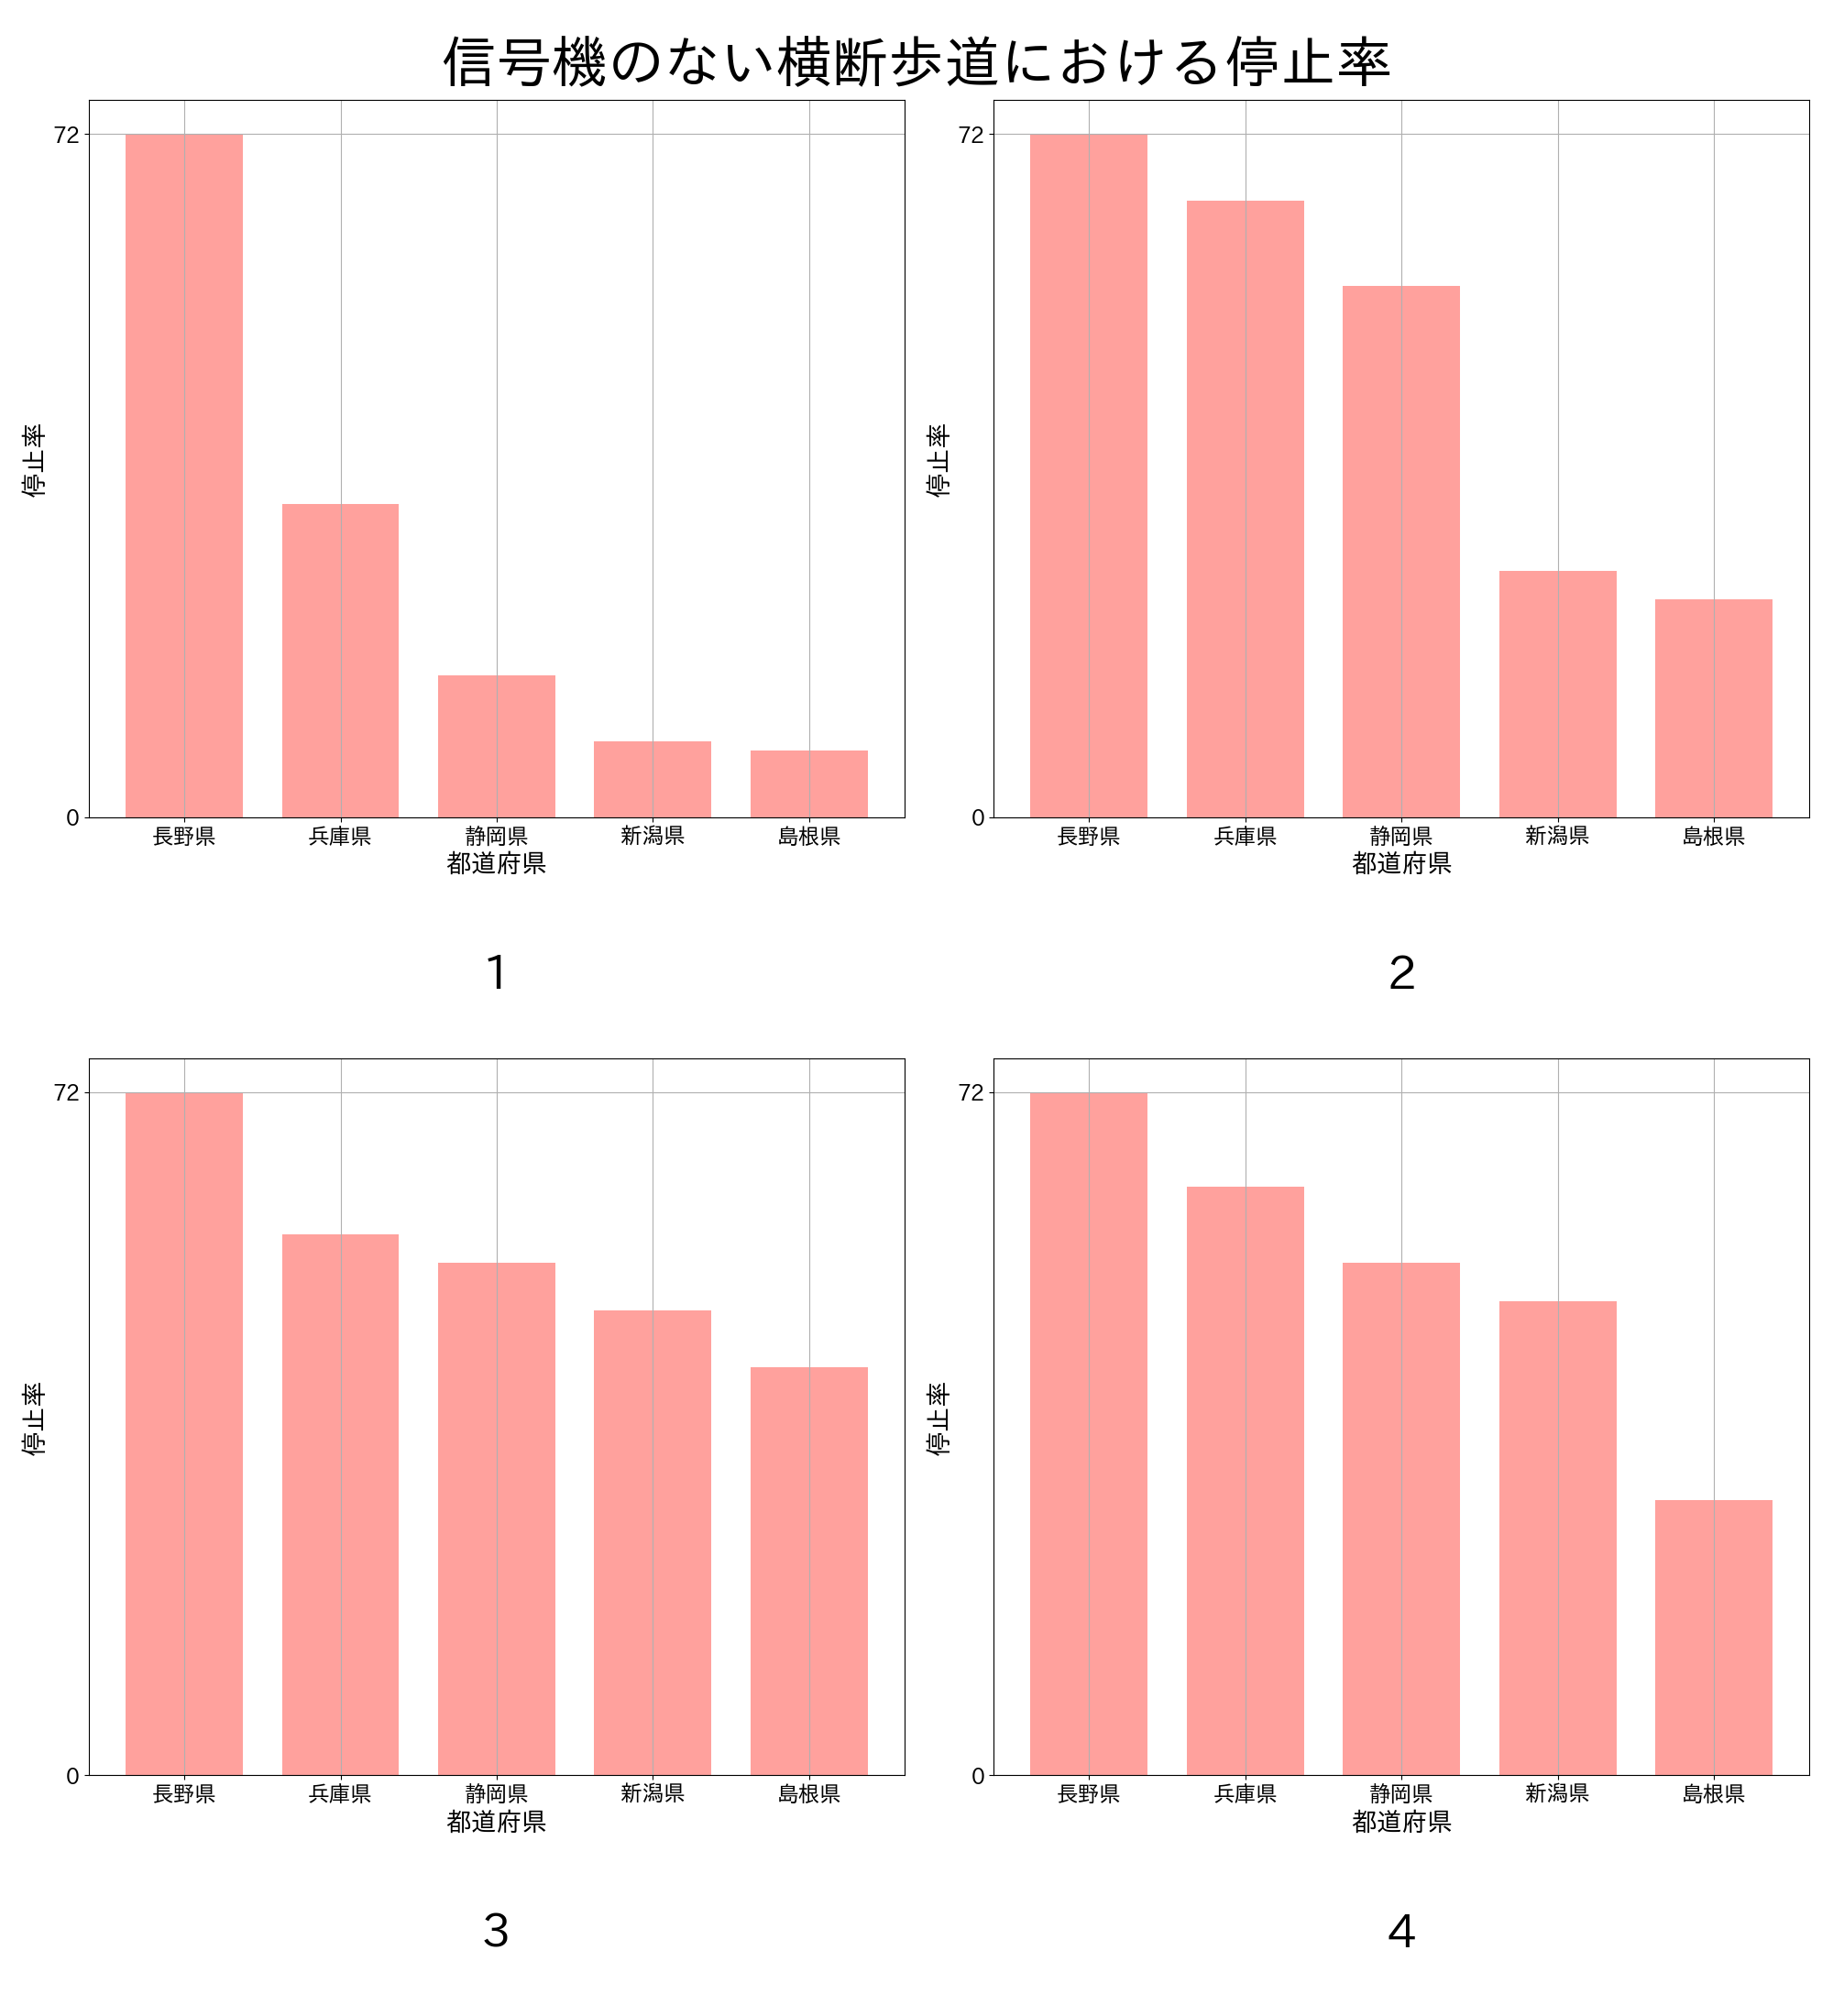 信号機のない横断歩道における停止率
72
停止率
0
長野県 兵庫県 静岡県 新潟県 島根県
都道府県
1
72
停止率
0
長野県 兵庫県 静岡県 新潟県 島根県
都道府県
2
72
停止率
0
長野県 兵庫県 静岡県 新潟県 島根県
都道府県
3
72
停止率
0
長野県 兵庫県 静岡県 新潟県 島根県
都道府県
4